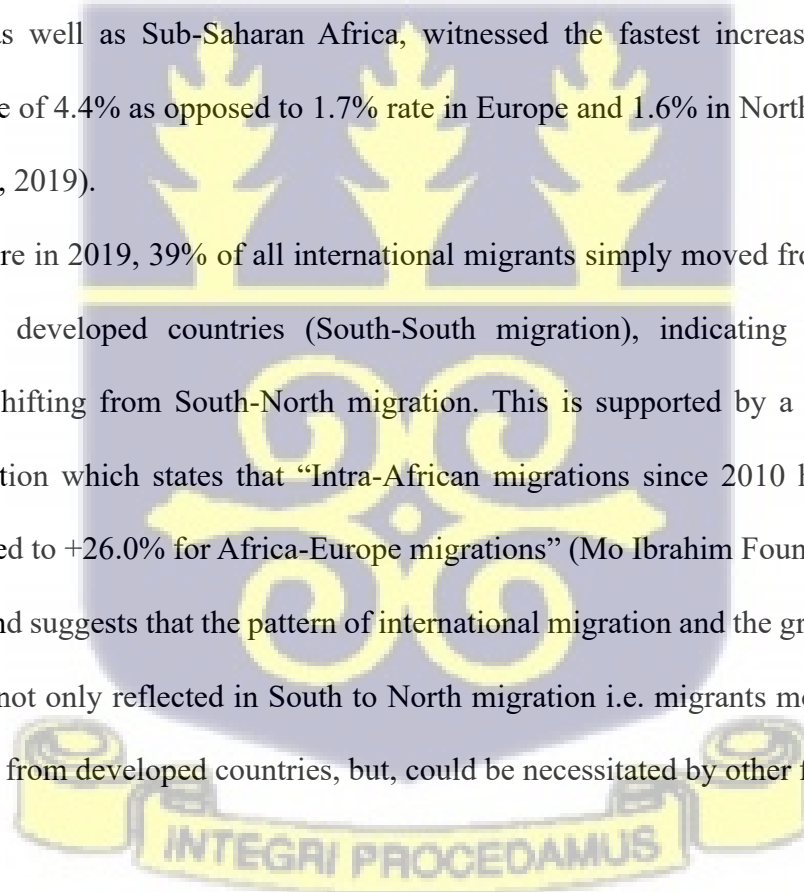 s well as Sub-Saharan Africa, witnessed the fastest increas
e of 4.4% as opposed to 1.7% rate in Europe and 1.6% in North
, 2019).
re in 2019, 39% of all international migrants simply moved fro
developed countries (South-South migration), indicating
hifting from South-North migration. This is supported by a
tion which states that “Intra-African migrations since 2010 h
ed to +26.0% for Africa-Europe migrations” (Mo Ibrahim Foun
nd suggests that the pattern of international migration and the gr
not only reflected in South to North migration i.e. migrants mo
from developed countries, but, could be necessitated by other f
INTEGRI PROCEDAMUS